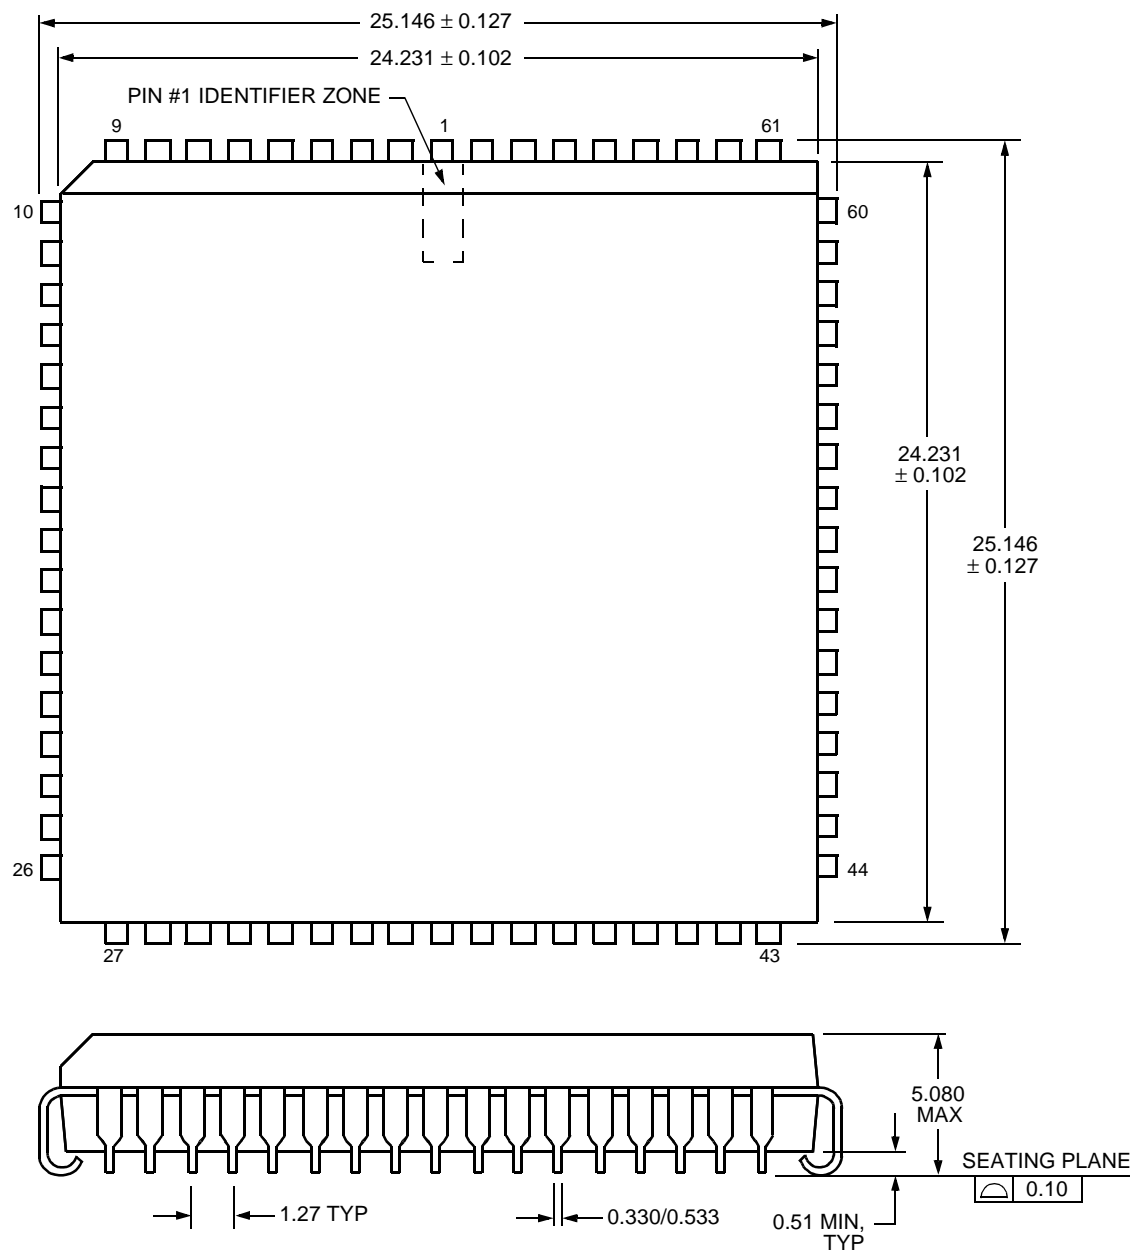 25.146 ± 0.127
24.231 ± 0.102
PIN #1 IDENTIFIER ZONE
9
1
61
10
60
24.231
± 0.102
25.146
± 0.127
26
44
27
43
5.080
MAX
SEATING PLANE
0.10
1.27 TYP
0.330/0.533
0.51 MIN,
TYP